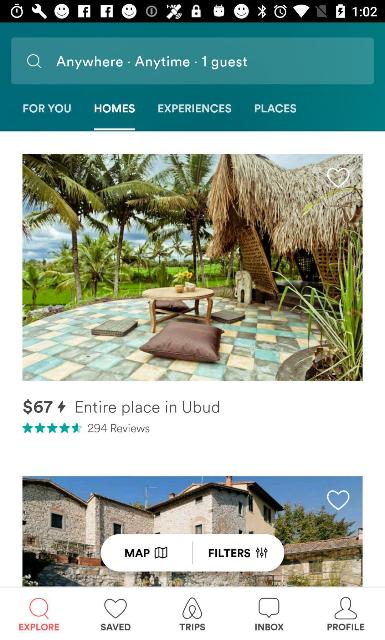 1:02
Anywhere · Anytime · 1 guest
FOR YOU HOMES EXPERIENCES PLACES
$67 Entire place in Ubud
294 Reviews
MAP FILTERS
EXPLORE SAVED TRIPS INBOX PROFILE